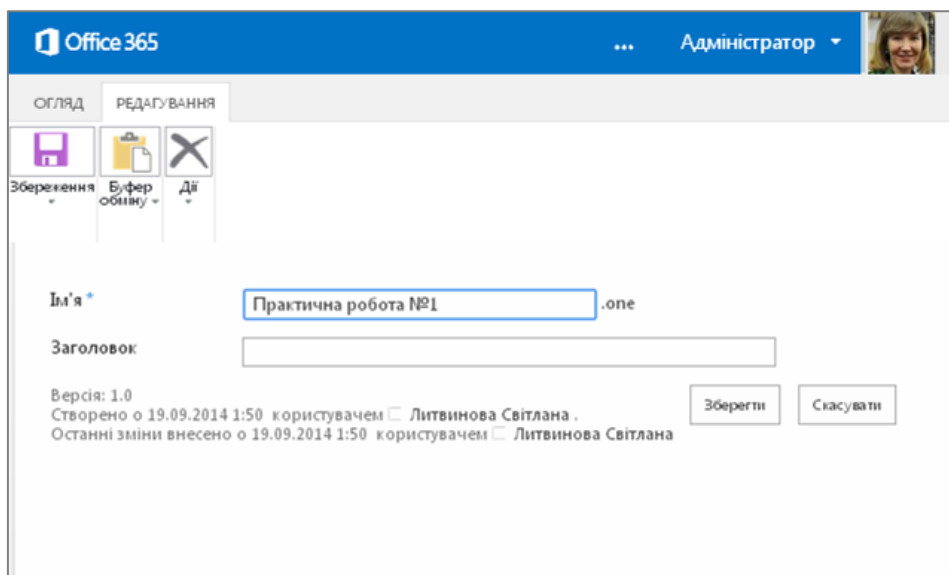 Office 365
... Адміністратор
ОГЛЯД РЕДАГУВАННЯ
Збереження Буфер обміну Дії
Ім'я * Практична робота №1 .one
Заголовок
Версія: 1.0
Створено о 19.09.2014 1:50 користувачем Литвинова Світлана .
Останні зміни внесено о 19.09.2014 1:50 користувачем Литвинова Світлана
Зберегти Скасувати